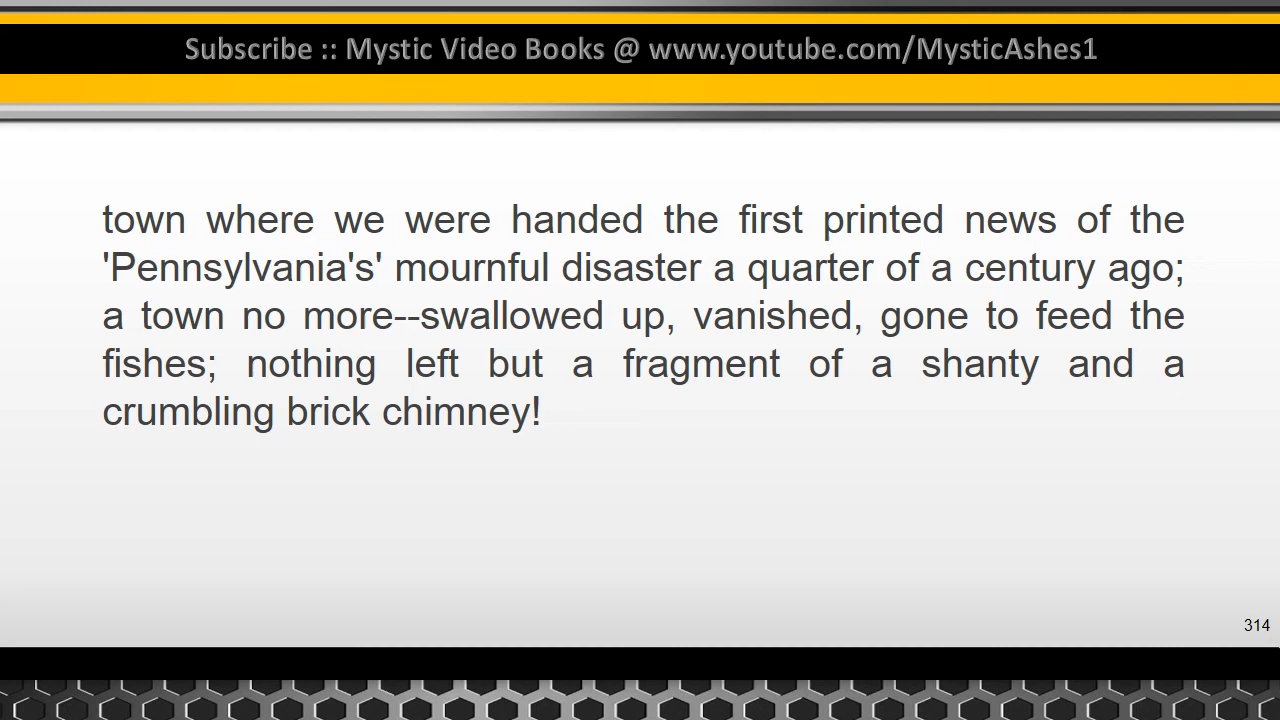 Subscribe :: Mystic Video Books @ www.youtube.com/MysticAshes1
town where we were handed the first printed news of the
'Pennsylvania's' mournful disaster a quarter of a century ago;
a town no more--swallowed up, vanished, gone to feed the
fishes; nothing left but a fragment of a shanty and a
crumbling brick chimney!
314